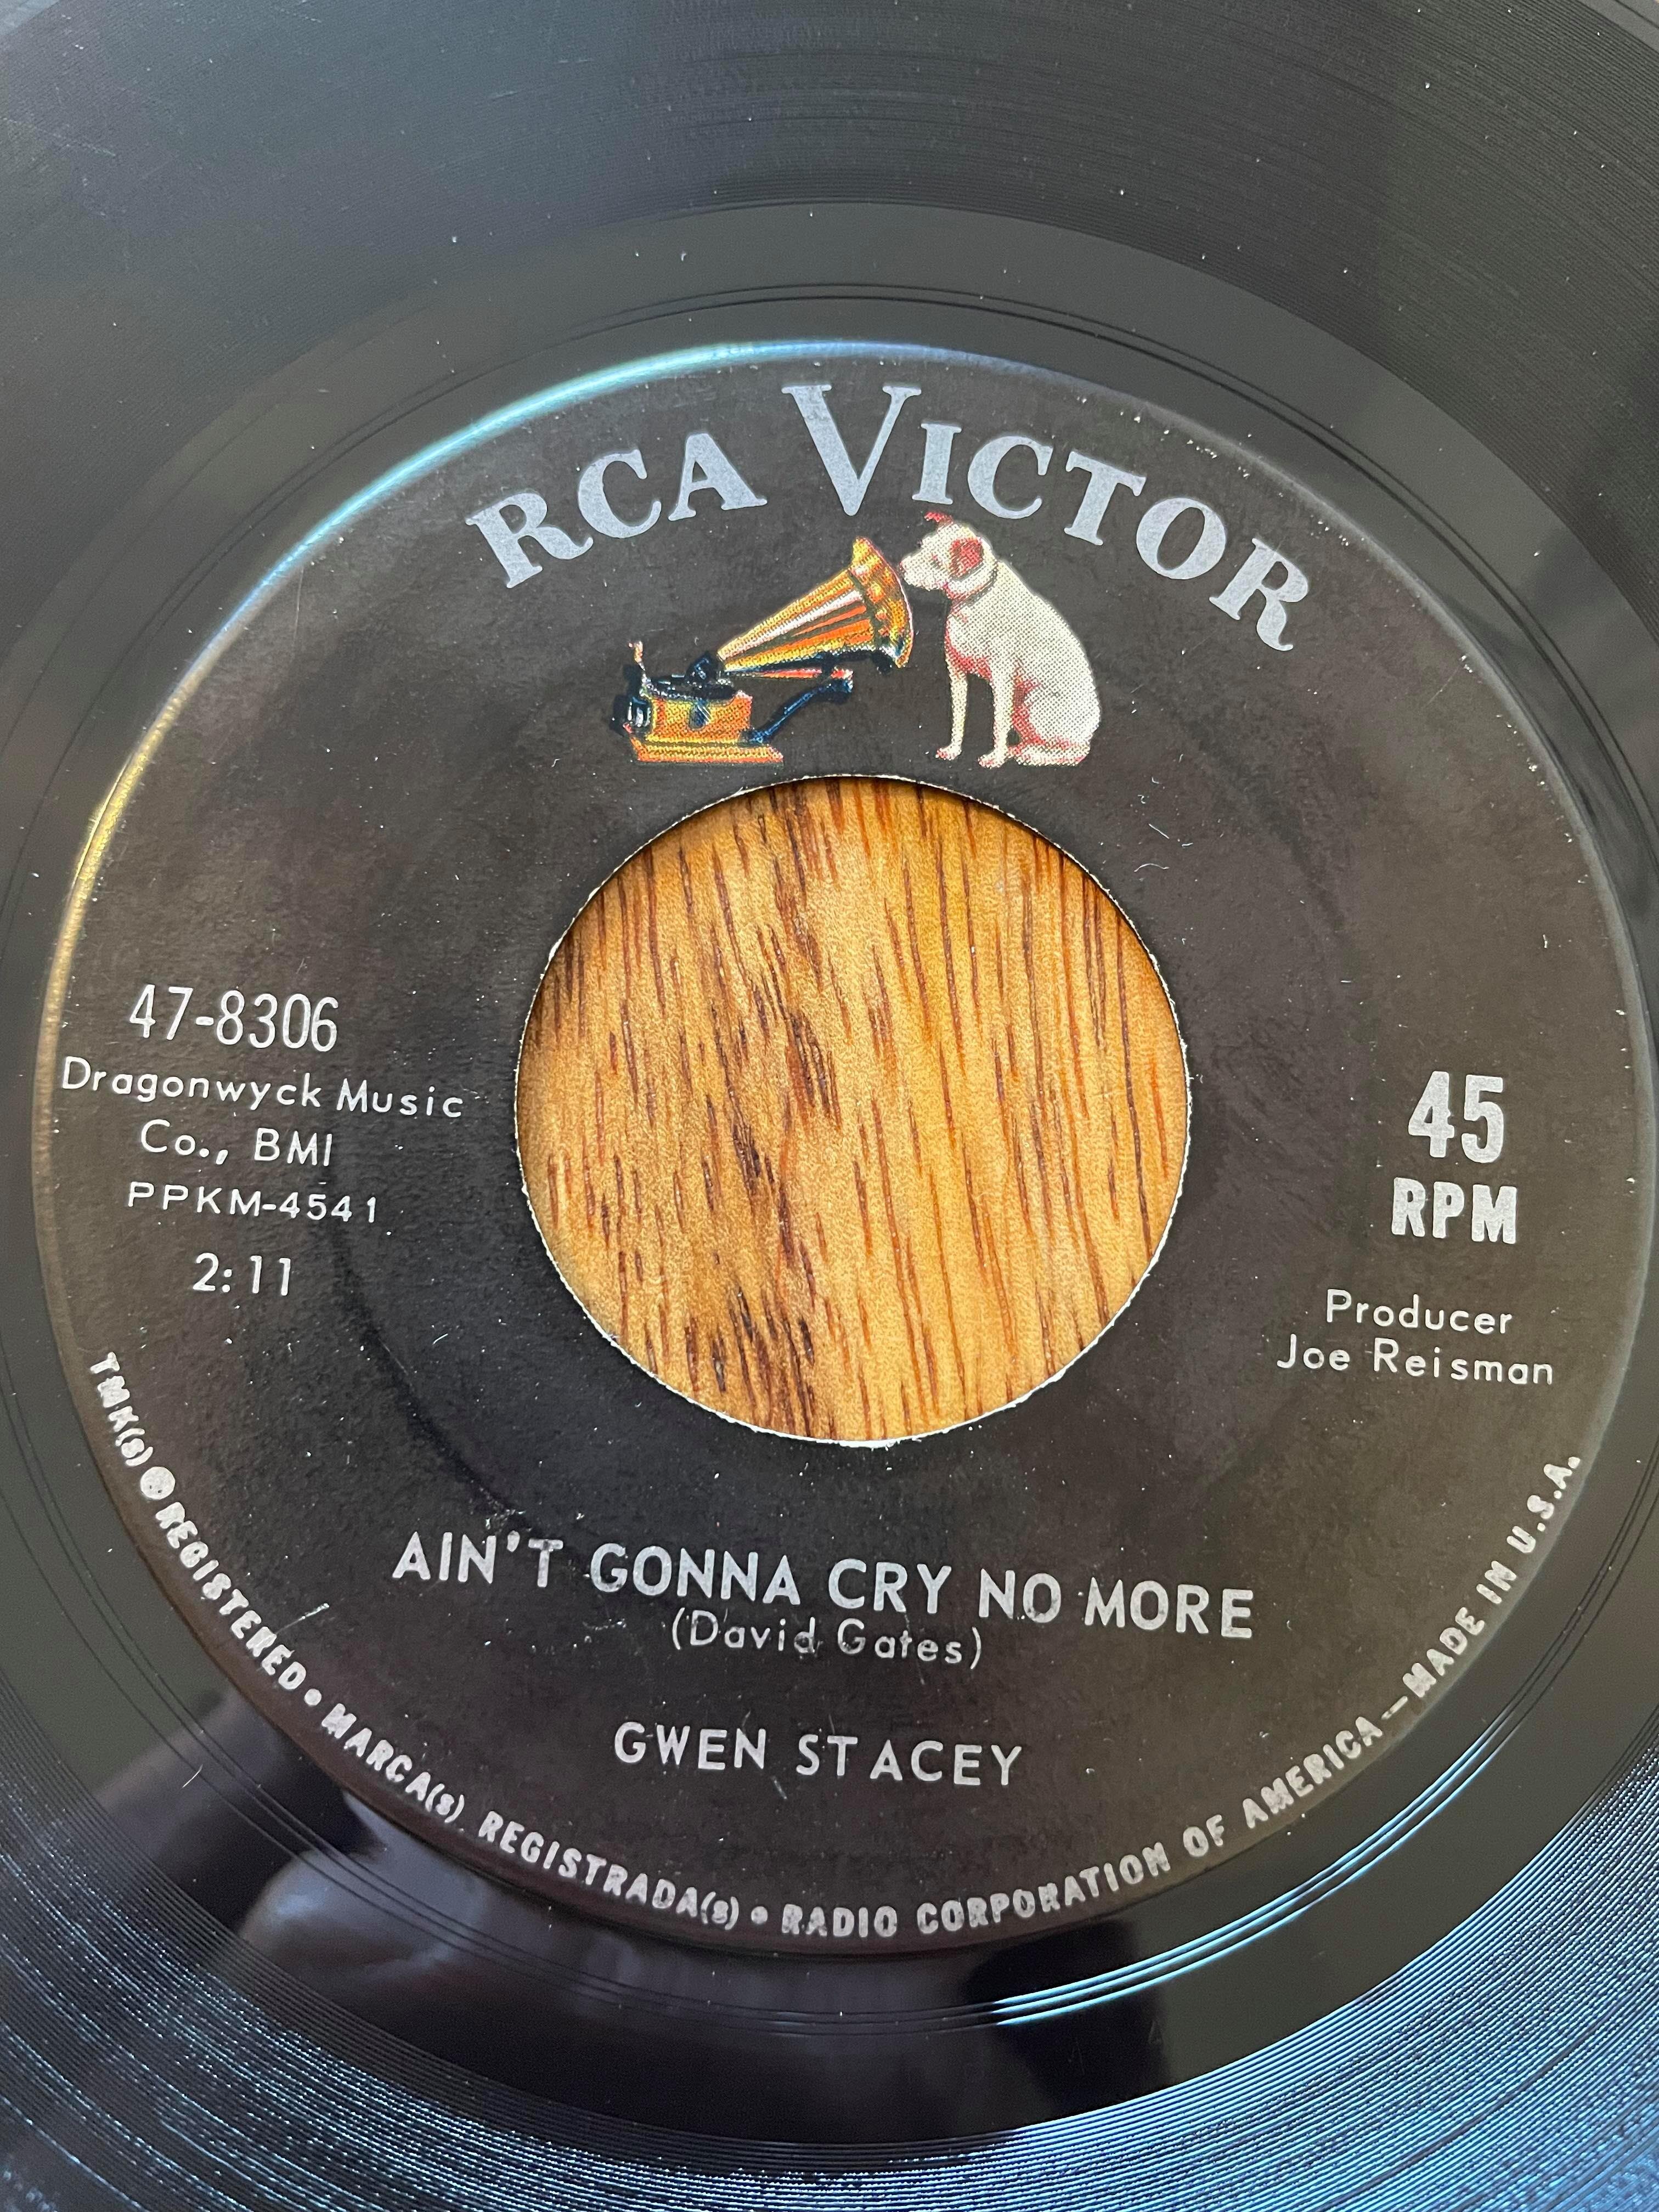 RCA VICTOR
47-8306
Dragonwyck Music
Co., BMI
PPKM-4541
2:11
45
RPM
Producer
Joe Reisman
AIN'T GONNA CRY NO MORE
(David Gates)
GWEN STACEY
TMK(s) ® REGISTERED • MARCA(s) REGISTRADA(s) • RADIO CORPORATION OF AMERICA—MADE IN U.S.A.